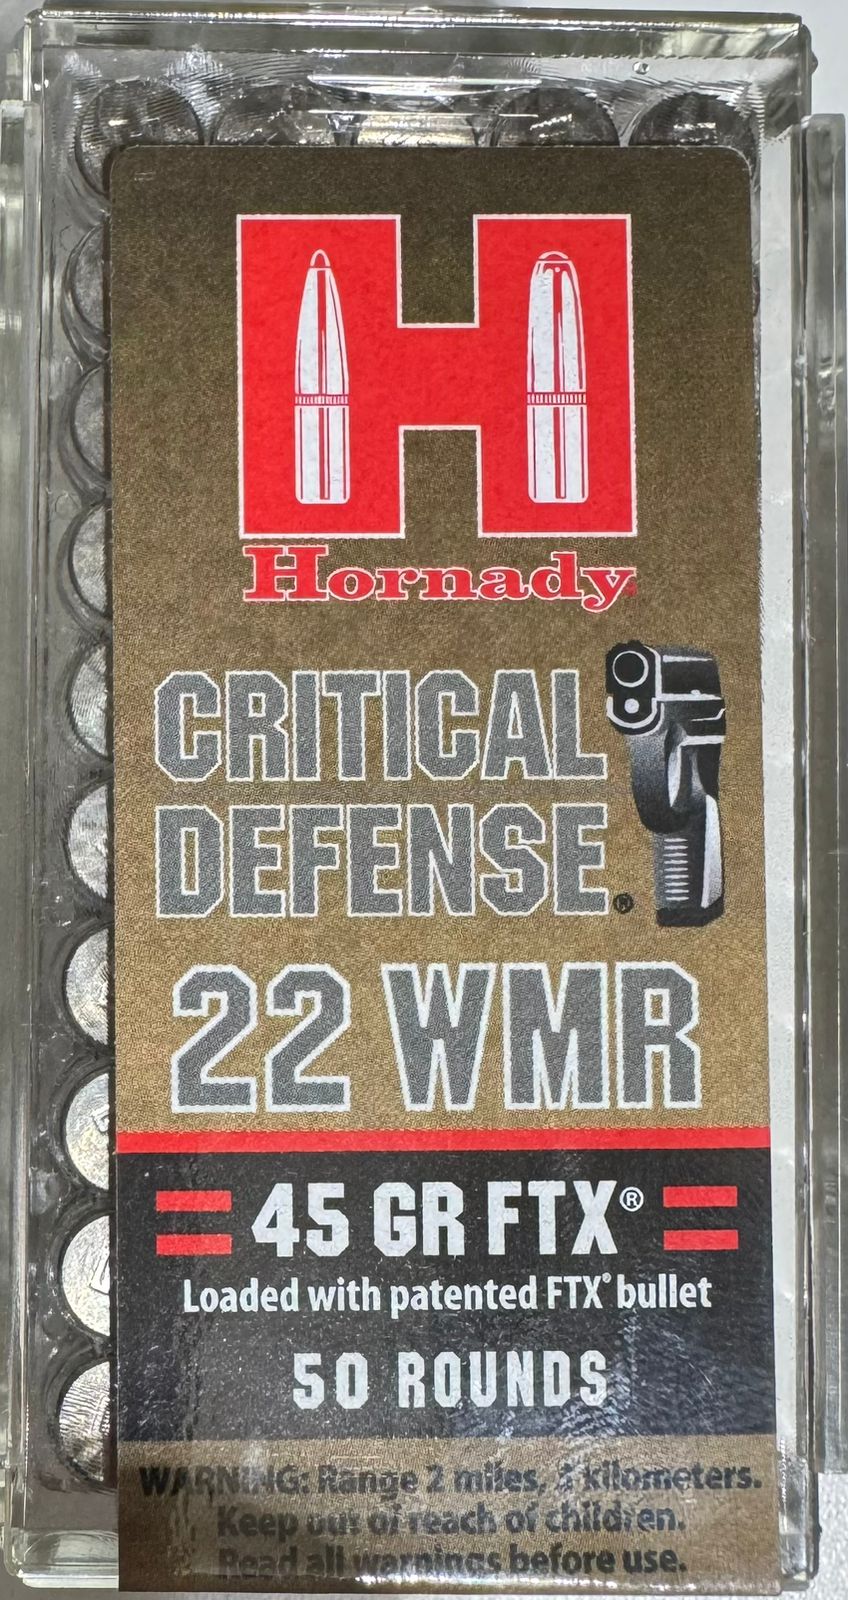 H
Hornady
CRITICAL
DEFENSE®
22 WMR
45 GR FTX®
Loaded with patented FTX® bullet
50 ROUNDS
WARNING: Range 2 miles, 3 kilometers.
Keep out of reach of children.
Read all warnings before use.